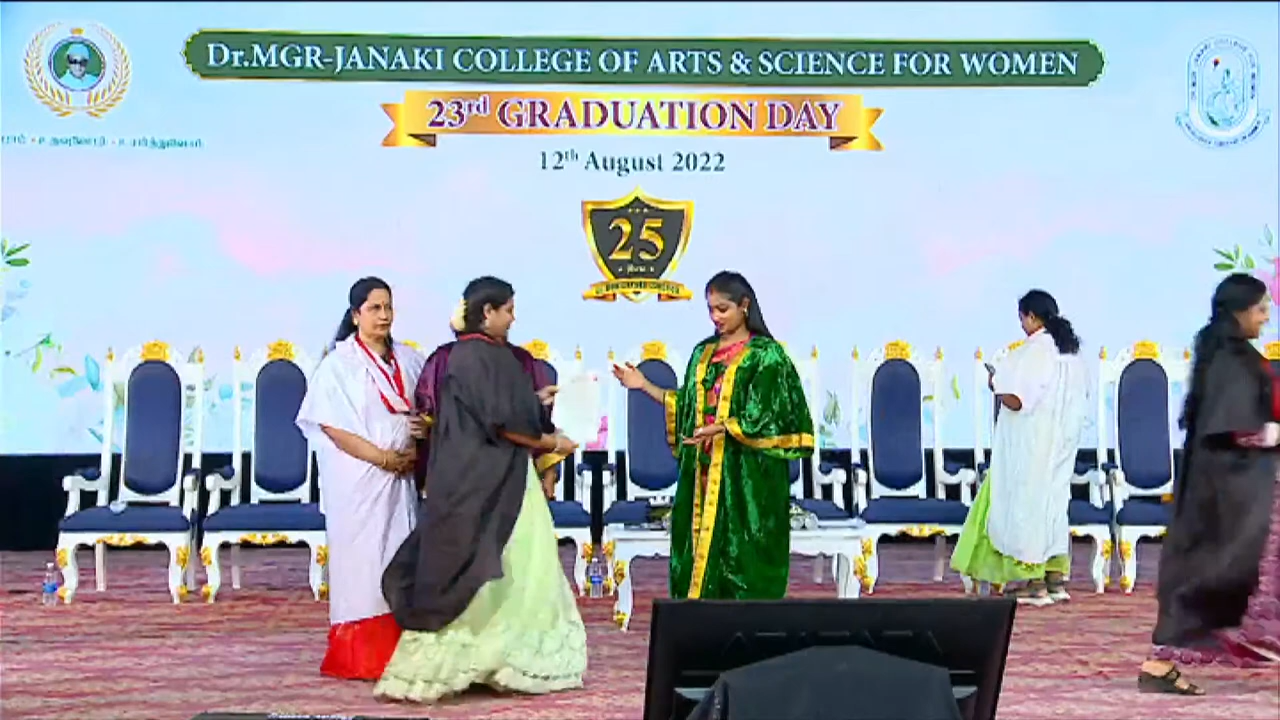 Dr.MGR-JANAKI COLLEGE OF ARTS & SCIENCE FOR WOMEN
23rd GRADUATION DAY
12th August 2022
25